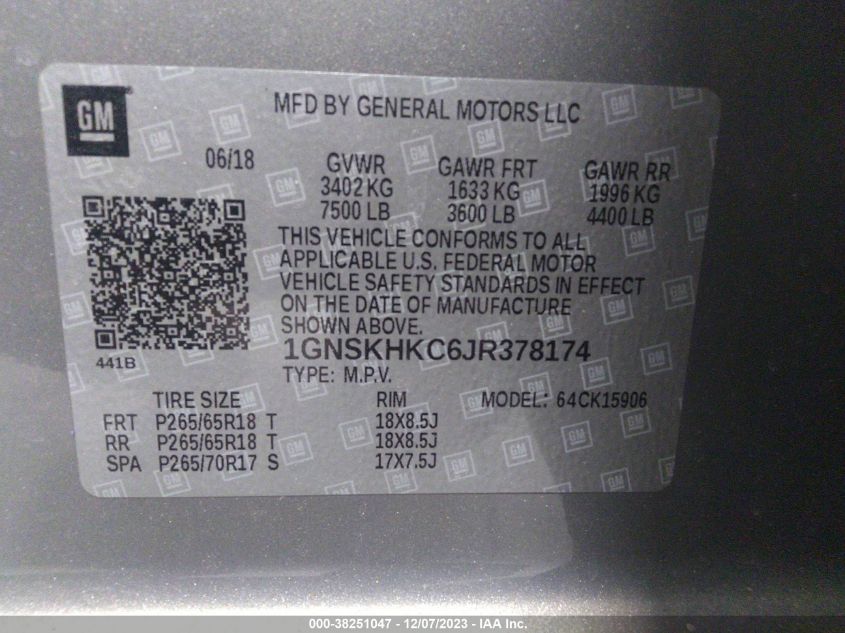 GM
MFD BY GENERAL MOTORS LLC
06/18 GVWR GAWR FRT GAWR RR
3402 KG 1633 KG 1996 KG
7500 LB 3600 LB 4400 LB
THIS VEHICLE CONFORMS TO ALL
APPLICABLE U.S. FEDERAL MOTOR
VEHICLE SAFETY STANDARDS IN EFFECT
ON THE DATE OF MANUFACTURE
SHOWN ABOVE.
441B
1GNSKHKC6JR378174
TYPE: M.P.V.
TIRE SIZE RIM MODEL: 64CK15906
FRT P265/65R18 T 18X8.5J
RR P265/65R18 T 18X8.5J
SPA P265/70R17 S 17X7.5J
000-38251047 - 12/07/2023 - IAA Inc.